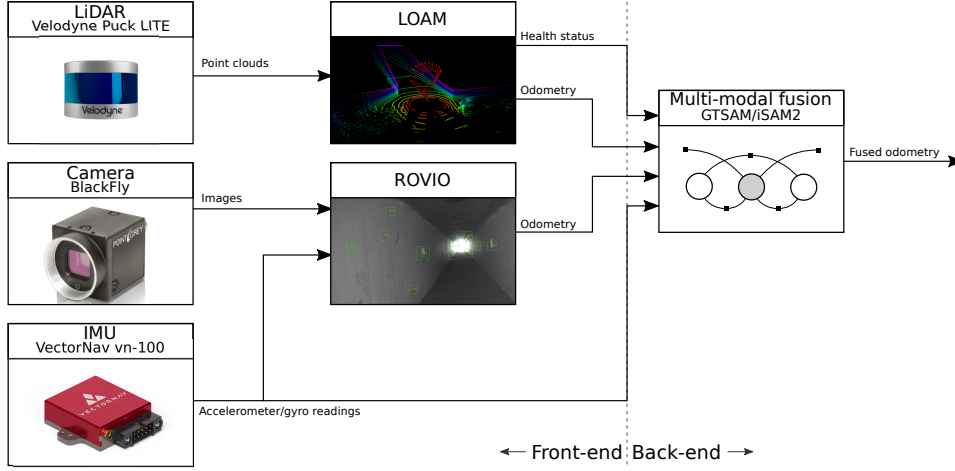 LiDAR
Velodyne Puck LITE
Velodyne
Point clouds
LOAM
Health status
Odometry
Multi-modal fusion
GTSAM/iSAM2
Fused odometry
Camera
BlackFly
POINT GREY
Images
ROVIO
Odometry
IMU
VectorNav vn-100
VECTORNAV
Accelerometer/gyro readings
Front-end
Back-end